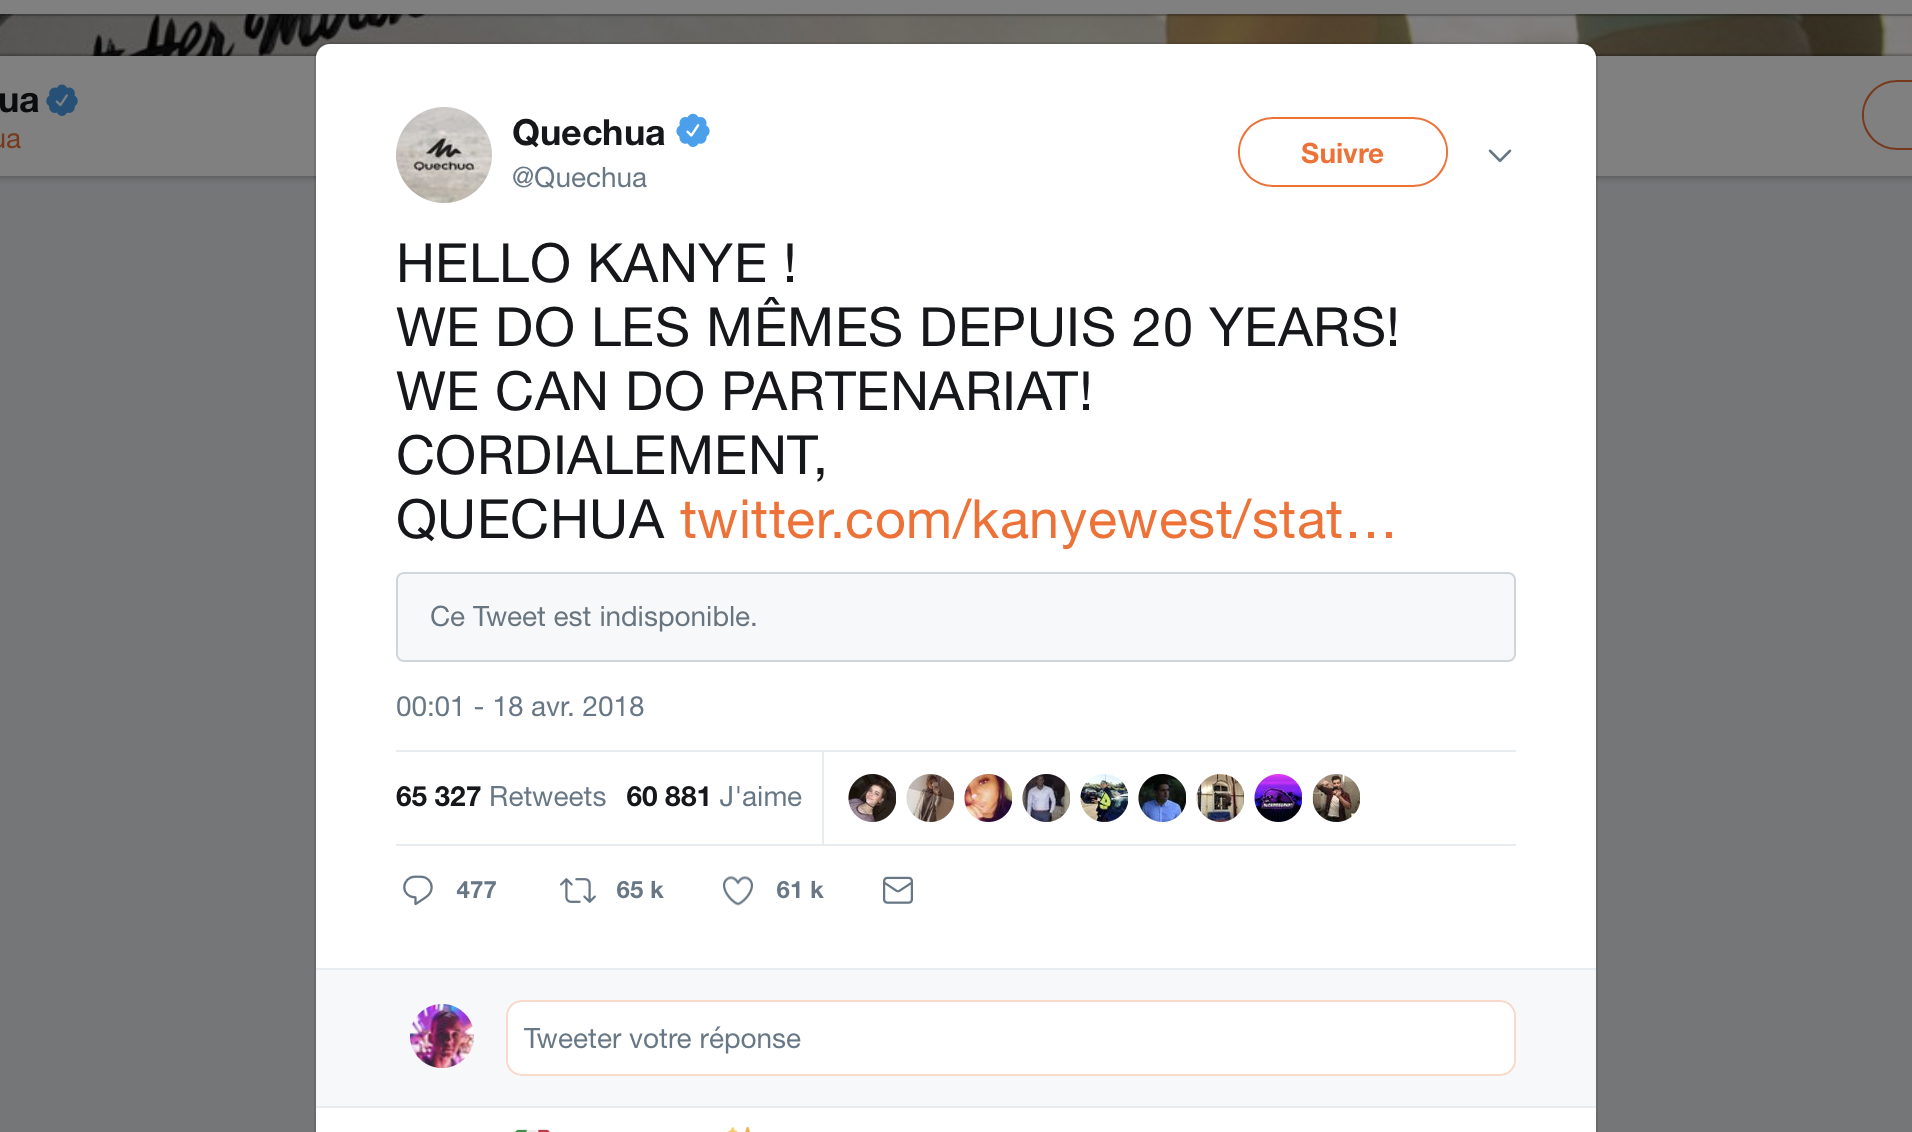 Her
ua
ua
Quechua
Quechua
@Quechua
Suivre
HELLO KANYE !
WE DO LES MÊMES DEPUIS 20 YEARS!
WE CAN DO PARTENARIAT!
CORDIALEMENT,
QUECHUA twitter.com/kanyewest/stat…
Ce Tweet est indisponible.
00:01 - 18 avr. 2018
65 327 Retweets 60 881 J'aime
477 65 k 61 k
Tweeter votre réponse